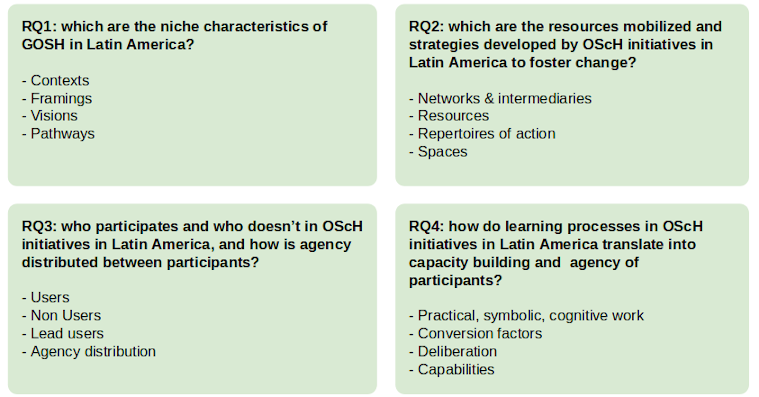 RQ1: which are the niche characteristics of
GOSH in Latin America?
- Contexts
- Framings
- Visions
- Pathways
RQ2: which are the resources mobilized and
strategies developed by OScH initiatives in
Latin America to foster change?
- Networks & intermediaries
- Resources
- Repertoires of action
- Spaces
RQ3: who participates and who doesn’t in OScH
initiatives in Latin America, and how is agency
distributed between participants?
- Users
- Non Users
- Lead users
- Agency distribution
RQ4: how do learning processes in OScH
initiatives in Latin America translate into
capacity building and  agency of
participants?
- Practical, symbolic, cognitive work
- Conversion factors
- Deliberation
- Capabilities